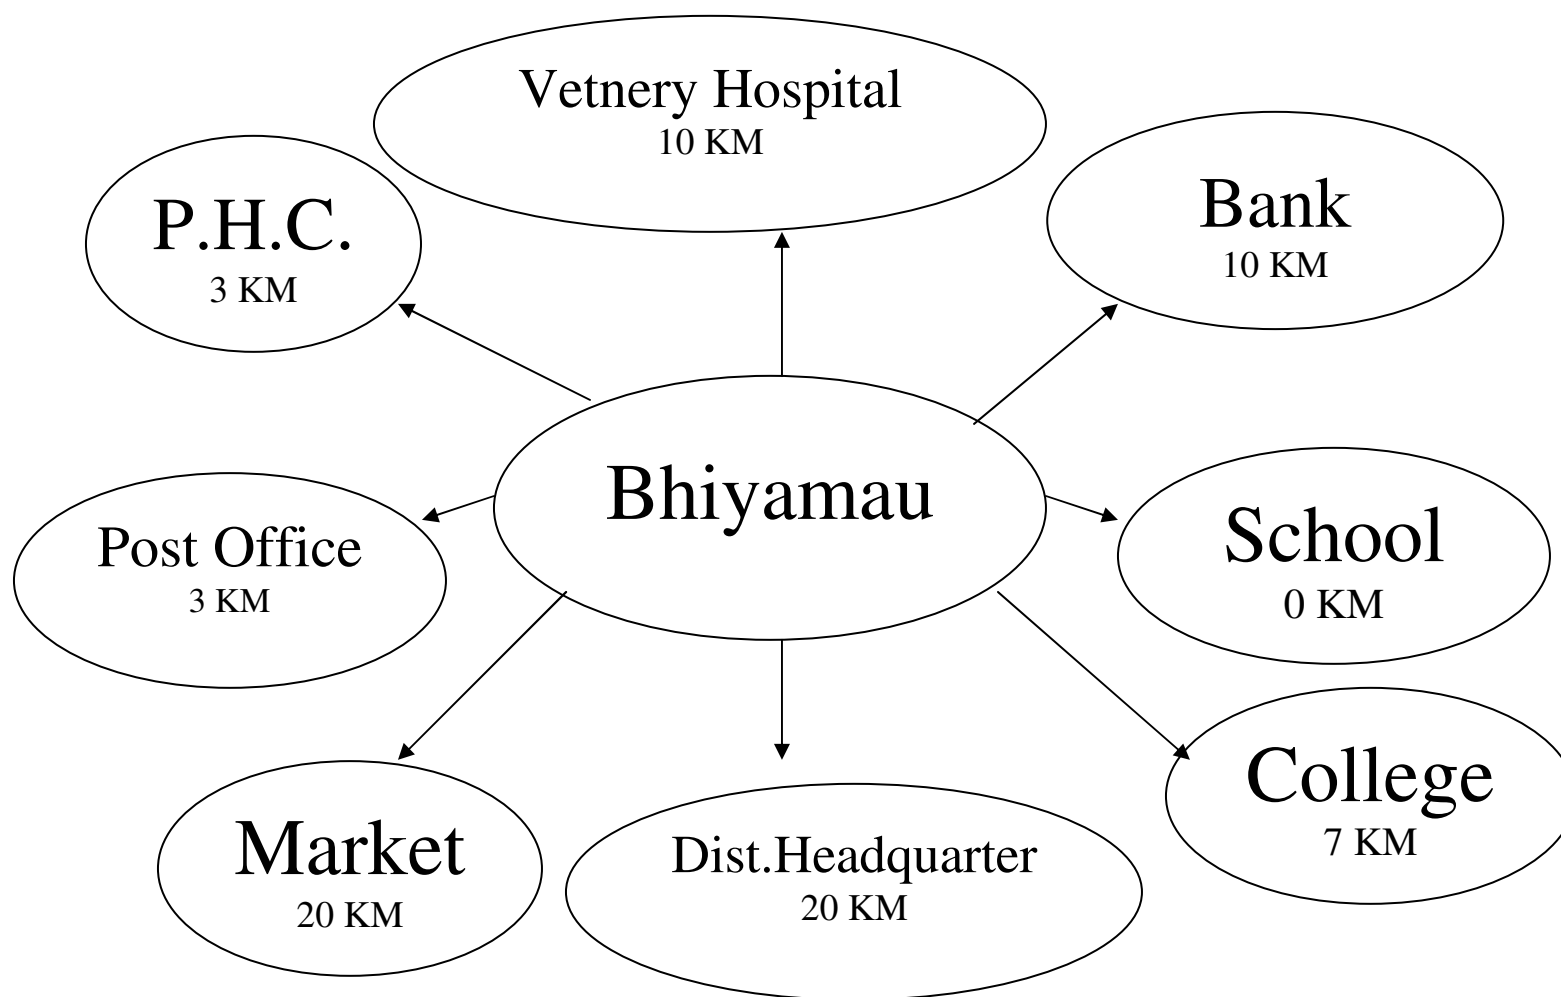 Vetnery Hospital
10 KM
P.H.C.
3 KM
Bank
10 KM
Bhiyamau
Post Office
3 KM
School
0 KM
Market
20 KM
Dist.Headquarter
20 KM
College
7 KM